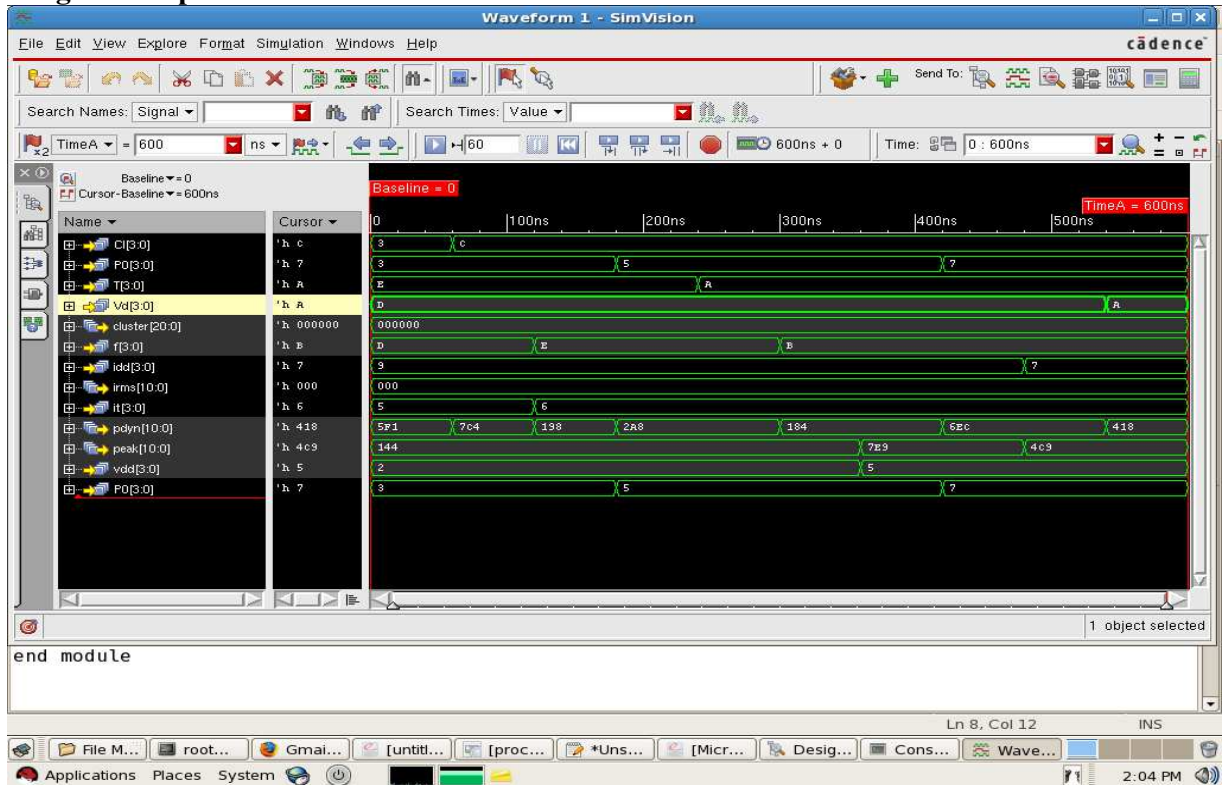 Waveform 1 - SimVision
File Edit View Explore Format Simulation Windows Help
cādence
Send To:
Search Names: Signal
Search Times: Value
x2 TimeA = 600 ns
60
600ns + 0
Time: 0 : 600ns
Baseline = 0
Cursor-Baseline = 600ns
Baseline = 0
TimeA = 600ns
Name Cursor 0 100ns 200ns 300ns 400ns 500ns
Cl[3:0] 'h c 3 c
P0[3:0] 'h 7 3 5 7
T[3:0] 'h A E A
Vd[3:0] 'h A D A
cluster[20:0] 'h 000000 000000
f[3:0] 'h B D E B
idd[3:0] 'h 7 9 7
irms[10:0] 'h 000 000
it[3:0] 'h 6 5 6
pdyn[10:0] 'h 418 5F1 7c4 198 2A8 184 6EC 418
peak[10:0] 'h 4c9 144 7E9 4c9
vdd[3:0] 'h 5 2 5
P0[3:0] 'h 7 3 5 7
1 object selected
end module
Ln 8, Col 12 INS
File M... root... Gmai... [untitl... [proc... *Uns... [Micr... Desig... Cons... Wave...
Applications Places System 2:04 PM